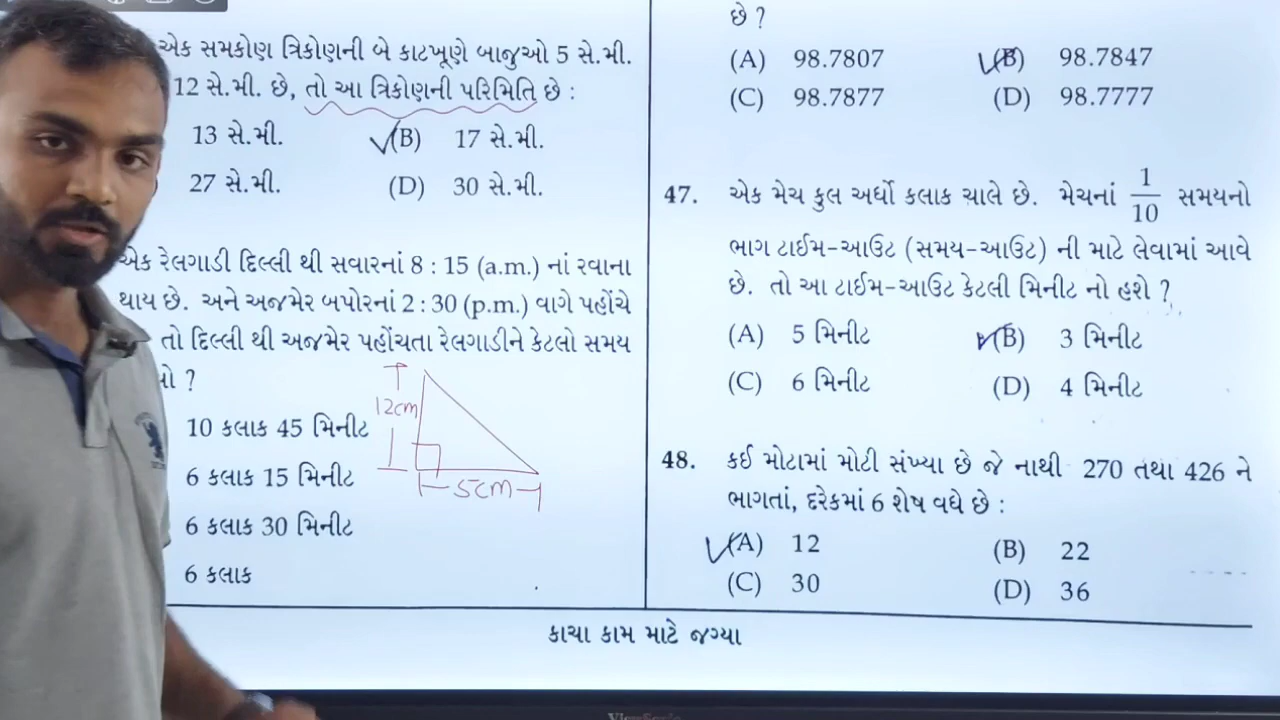 એક સમકોણ ત્રિકોણની બે કાટખૂણે બાજુઓ 5 સે.મી.
12 સે.મી. છે, તો આ ત્રિકોણની પરિમિતિ છે :
13 સે.મી. (B) 17 સે.મી.
27 સે.મી. (D) 30 સે.મી.
એક રેલગાડી દિલ્લી થી સવારનાં 8 : 15 (a.m.) નાં રવાના
થાય છે. અને અજમેર બપોરનાં 2 : 30 (p.m.) વાગે પહોંચે
તો દિલ્લી થી અજમેર પહોંચતા રેલગાડીને કેટલો સમય
?
12cm
5cm
10 કલાક 45 મિનીટ
6 કલાક 15 મિનીટ
6 કલાક 30 મિનીટ
6 કલાક
છે ?
(A) 98.7807 (B) 98.7847
(C) 98.7877 (D) 98.7777
47. એક મેચ કુલ અર્ધો કલાક ચાલે છે. મેચનાં 1/10 સમયનો
ભાગ ટાઈમ-આઉટ (સમય-આઉટ) ની માટે લેવામાં આવે
છે. તો આ ટાઈમ-આઉટ કેટલી મિનીટ નો હશે ?
(A) 5 મિનીટ (B) 3 મિનીટ
(C) 6 મિનીટ (D) 4 મિનીટ
48. કઈ મોટામાં મોટી સંખ્યા છે જે નાથી 270 તથા 426 ને
ભાગતાં, દરેકમાં 6 શેષ વધે છે :
(A) 12 (B) 22
(C) 30 (D) 36
કાચા કામ માટે જગ્યા